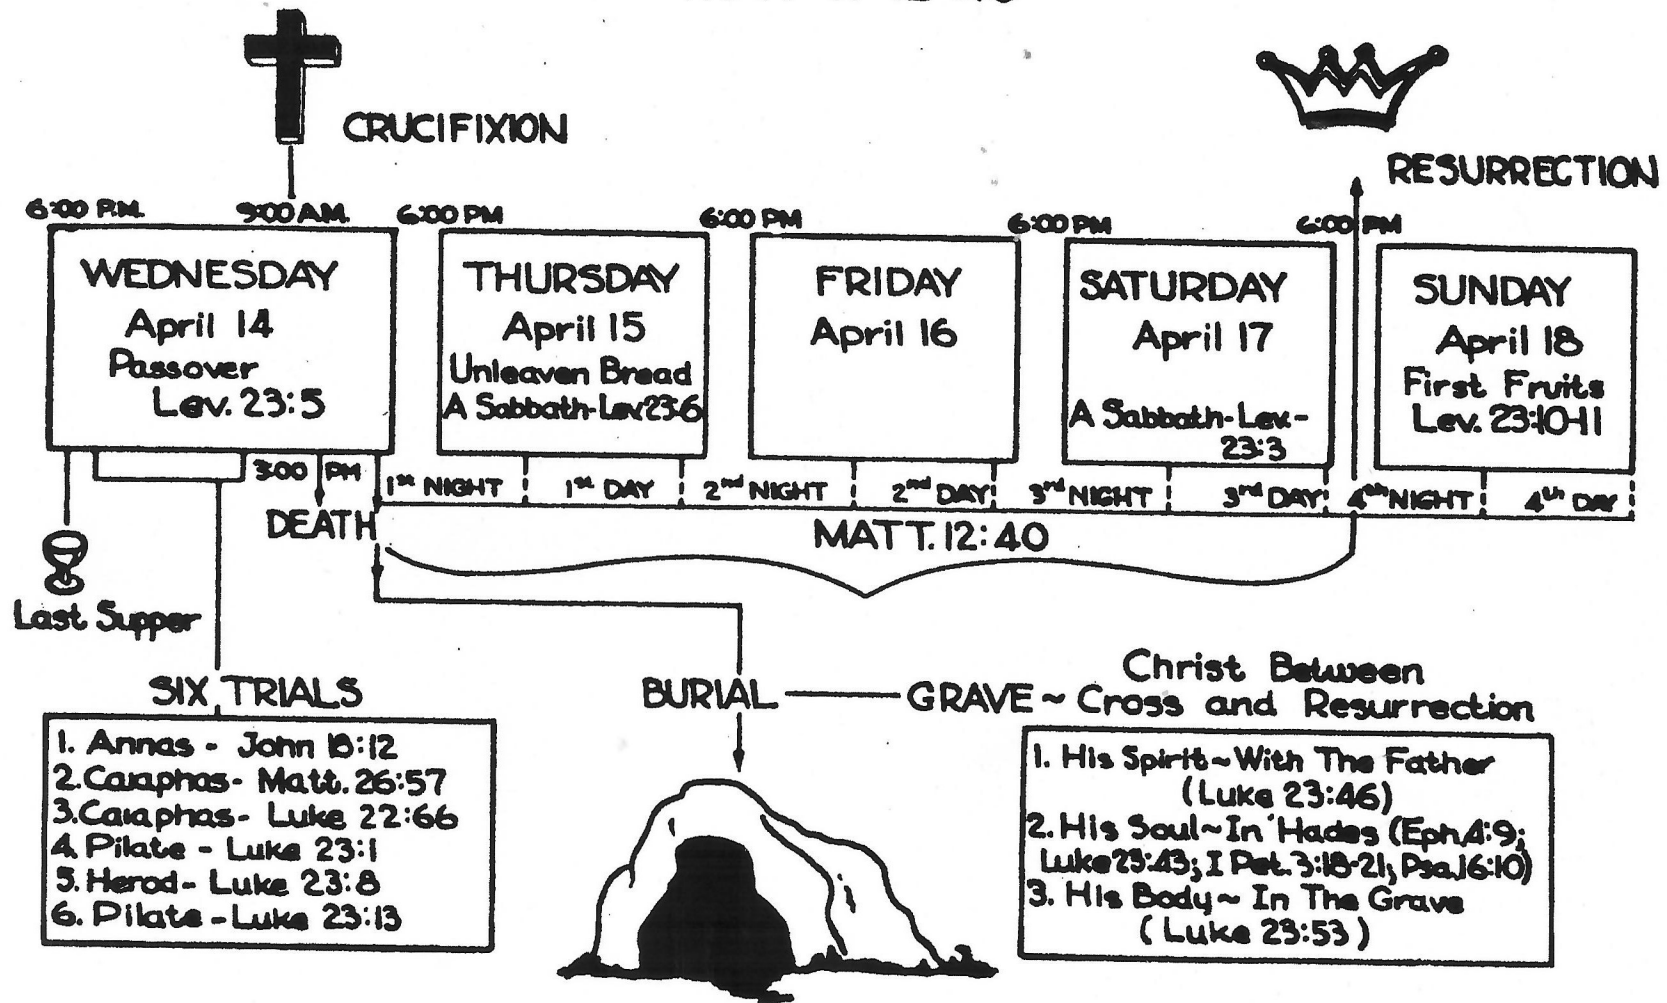 CRUCIFIXION
RESURRECTION
6:00 P.M.
9:00 A.M.
6:00 PM
6:00 PM
6:00 PM
6:00 PM
WEDNESDAY
April 14
Passover
Lev. 23:5
THURSDAY
April 15
Unleaven Bread
A Sabbath-Lev.23:6
FRIDAY
April 16
SATURDAY
April 17
A Sabbath-Lev.-
23:3
SUNDAY
April 18
First Fruits
Lev. 23:10-11
3:00 PM
DEATH
1st NIGHT
1st DAY
2nd NIGHT
2nd DAY
3rd NIGHT
3rd DAY
4th NIGHT
4th DAY
MATT. 12:40
Last Supper
SIX TRIALS
1. Annas - John 18:12
2. Caiaphas - Matt. 26:57
3. Caiaphas - Luke 22:66
4. Pilate - Luke 23:1
5. Herod - Luke 23:8
6. Pilate - Luke 23:13
BURIAL
GRAVE ~
Christ Between
Cross and Resurrection
1. His Spirit ~ With The Father
(Luke 23:46)
2. His Soul ~ In Hades (Eph. 4:9;
Luke 23:43; I Pet. 3:18-21; Psa. 16:10)
3. His Body ~ In The Grave
(Luke 23:53)